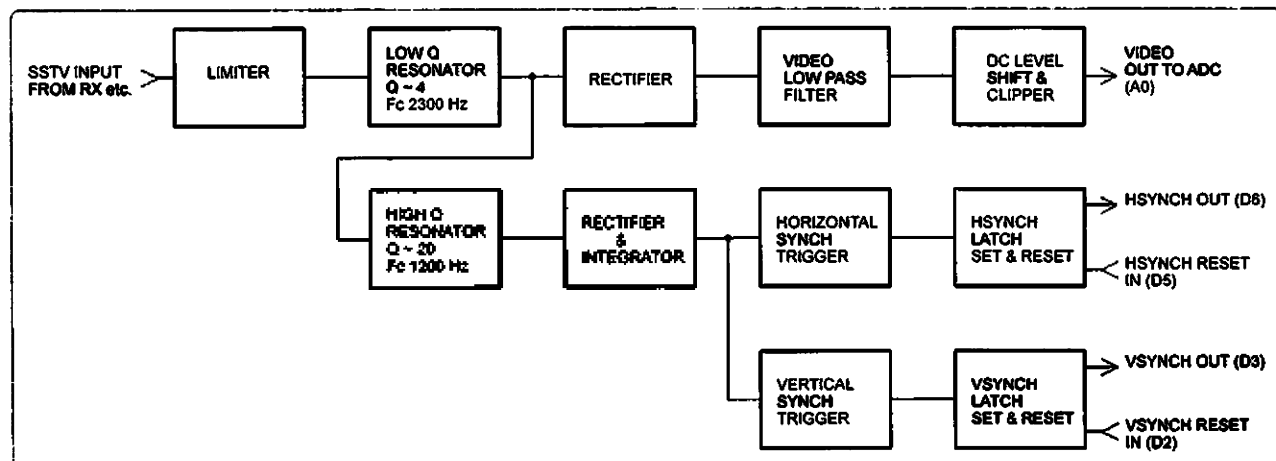 SSTV INPUT
FROM RX etc.
LIMITER
LOW Q
RESONATOR
Q ~ 4
Fc 2300 Hz
RECTIFIER
VIDEO
LOW PASS
FILTER
DC LEVEL
SHIFT &
CLIPPER
VIDEO
OUT TO ADC
(A0)
HIGH Q
RESONATOR
Q ~ 20
Fc 1200 Hz
RECTIFIER
&
INTEGRATOR
HORIZONTAL
SYNCH
TRIGGER
HSYNCH
LATCH
SET & RESET
HSYNCH OUT (D6)
HSYNCH RESET
IN (D5)
VERTICAL
SYNCH
TRIGGER
VSYNCH
LATCH
SET & RESET
VSYNCH OUT (D3)
VSYNCH RESET
IN (D2)